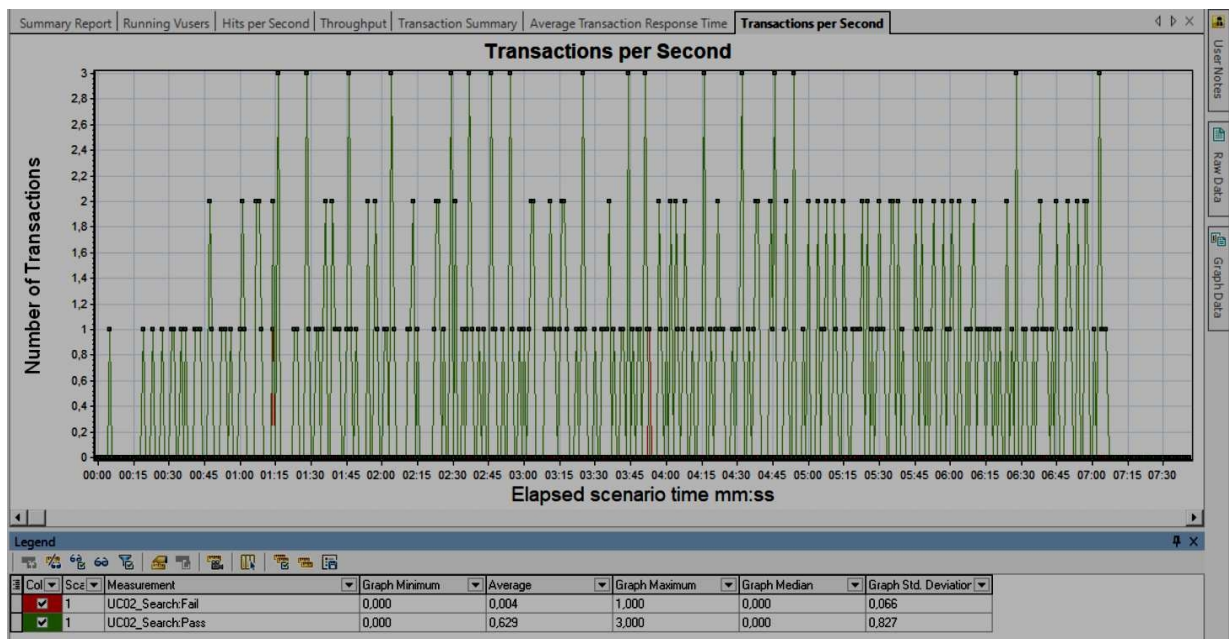 Summary Report Running Vusers Hits per Second Throughput Transaction Summary Average Transaction Response Time Transactions per Second
Transactions per Second
3
2,8
2,6
2,4
2,2
2
1,8
1,6
1,4
1,2
1
0,8
0,6
0,4
0,2
0
Number of Transactions
00:00 00:15 00:30 00:45 01:00 01:15 01:30 01:45 02:00 02:15 02:30 02:45 03:00 03:15 03:30 03:45 04:00 04:15 04:30 04:45 05:00 05:15 05:30 05:45 06:00 06:15 06:30 06:45 07:00 07:15 07:30
Elapsed scenario time mm:ss
User Notes
Raw Data
Graph Data
Legend
Col Sca Measurement Graph Minimum Average Graph Maximum Graph Median Graph Std. Deviation
1 UC02_Search:Fail 0,000 0,004 1,000 0,000 0,066
1 UC02_Search:Pass 0,000 0,629 3,000 0,000 0,827